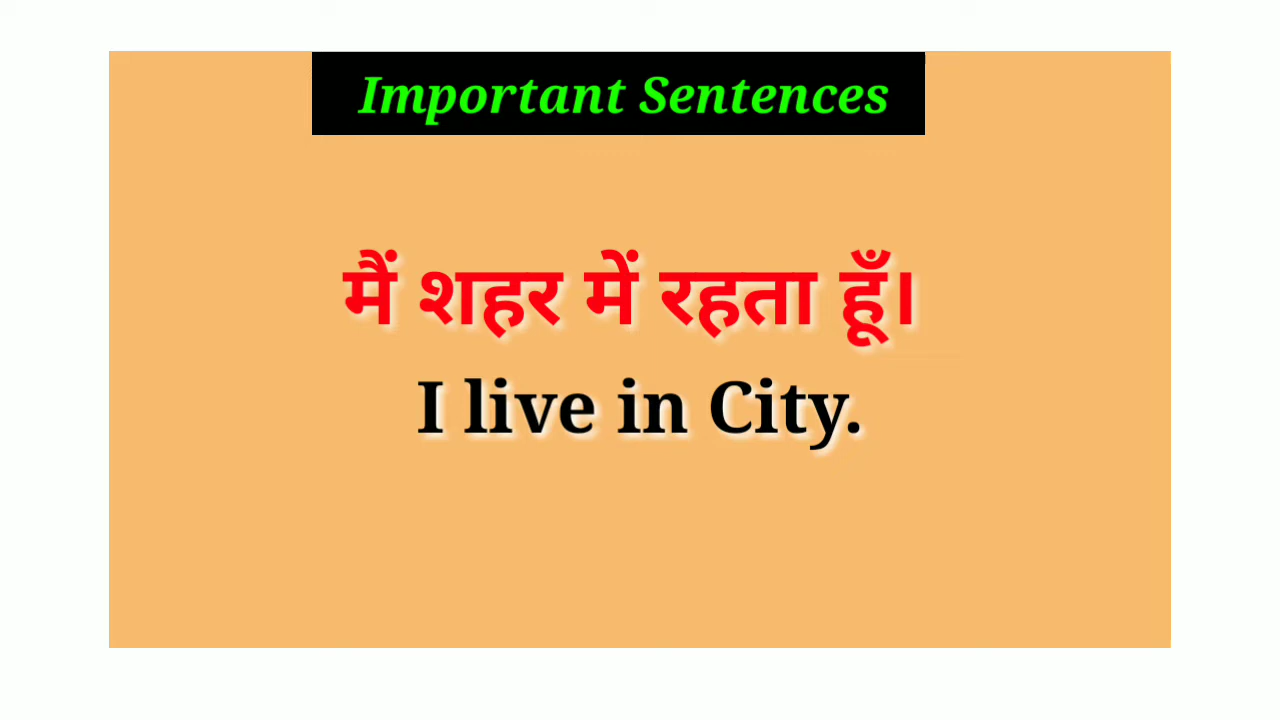 Important Sentences
मैं शहर में रहता हूँ।
I live in City.